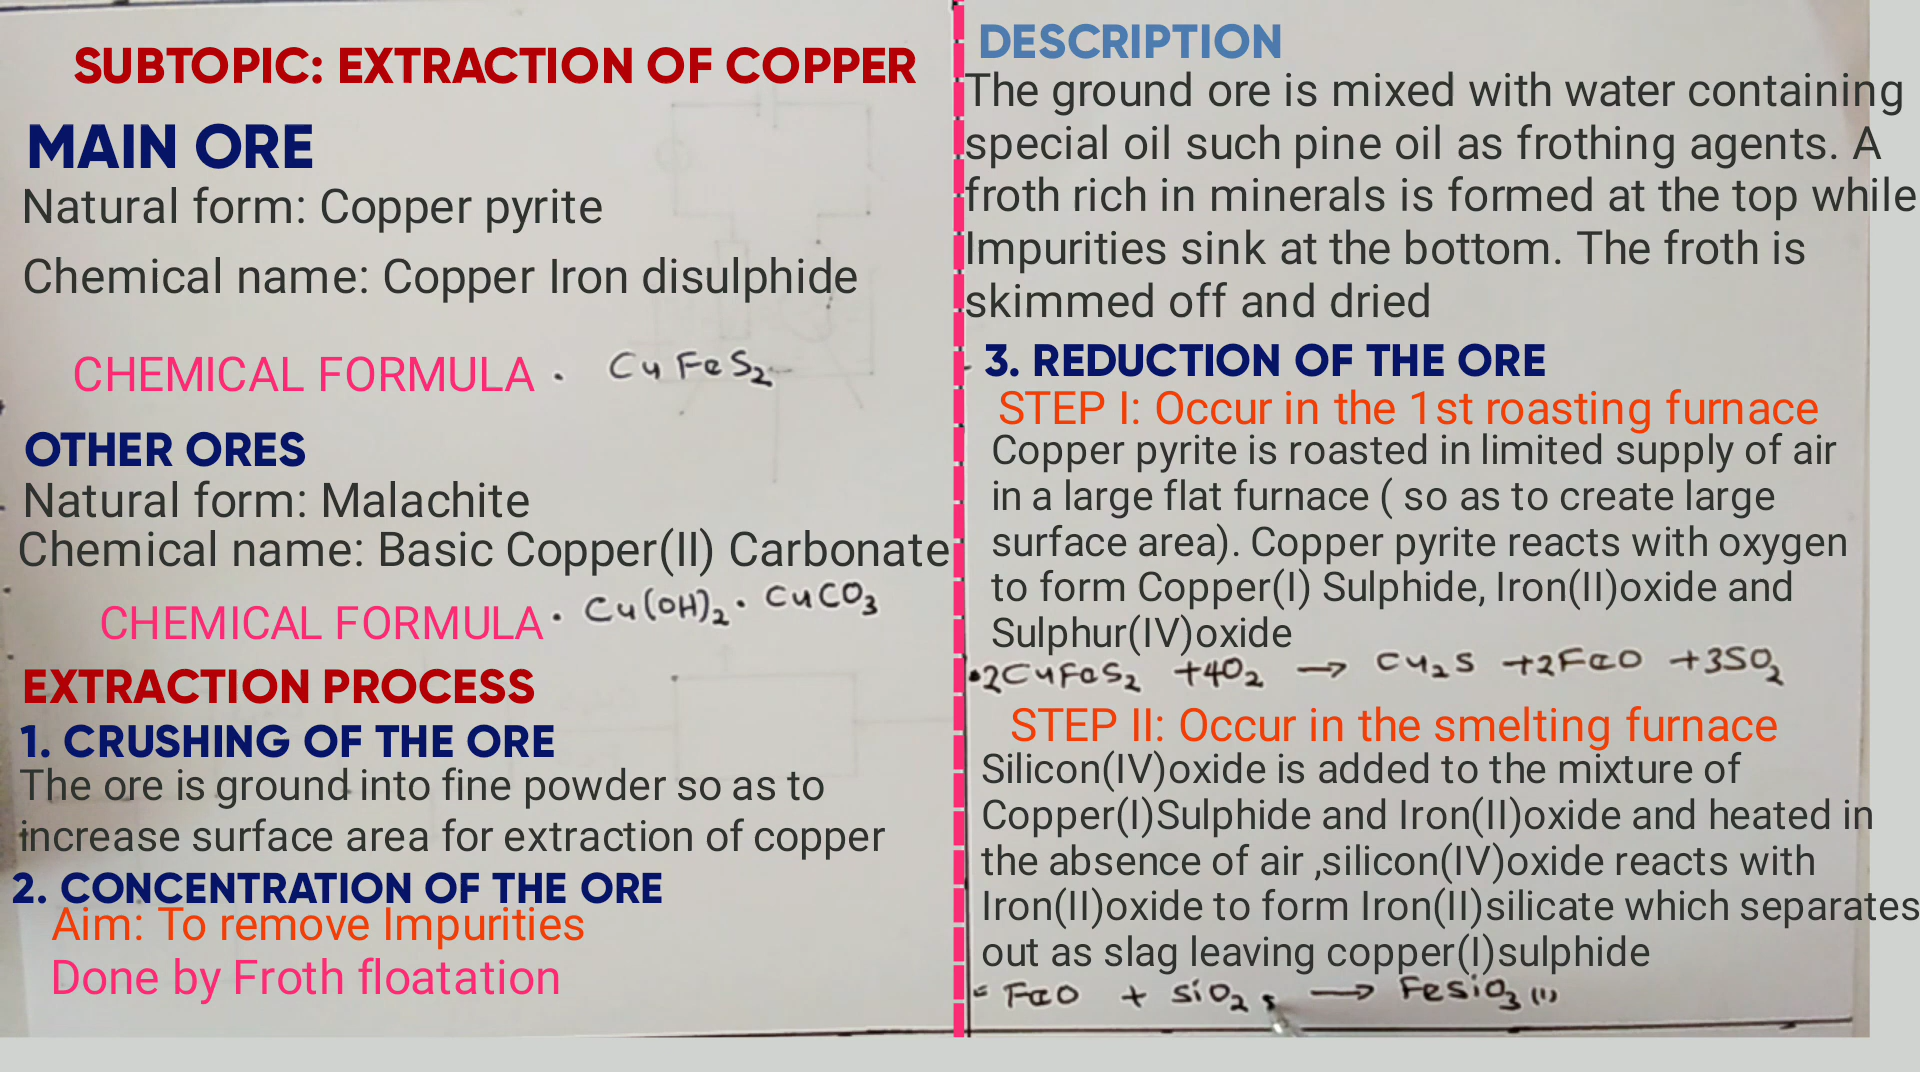 SUBTOPIC: EXTRACTION OF COPPER
MAIN ORE
Natural form: Copper pyrite
Chemical name: Copper Iron disulphide
CHEMICAL FORMULA . CuFeS₂
OTHER ORES
Natural form: Malachite
Chemical name: Basic Copper(II) Carbonate
CHEMICAL FORMULA . Cu(OH)₂ . CuCO₃
EXTRACTION PROCESS
1. CRUSHING OF THE ORE
The ore is ground into fine powder so as to
increase surface area for extraction of copper
2. CONCENTRATION OF THE ORE
Aim: To remove Impurities
Done by Froth floatation
DESCRIPTION
The ground ore is mixed with water containing
special oil such pine oil as frothing agents. A
froth rich in minerals is formed at the top while
Impurities sink at the bottom. The froth is
skimmed off and dried
3. REDUCTION OF THE ORE
STEP I: Occur in the 1st roasting furnace
Copper pyrite is roasted in limited supply of air
in a large flat furnace ( so as to create large
surface area). Copper pyrite reacts with oxygen
to form Copper(I) Sulphide, Iron(II)oxide and
Sulphur(IV)oxide
2CuFeS₂ + 4O₂ → Cu₂S + 2FeO + 3SO₂
STEP II: Occur in the smelting furnace
Silicon(IV)oxide is added to the mixture of
Copper(I)Sulphide and Iron(II)oxide and heated in
the absence of air ,silicon(IV)oxide reacts with
Iron(II)oxide to form Iron(II)silicate which separates
out as slag leaving copper(I)sulphide
FeO + SiO₂ → FeSiO₃ (l)